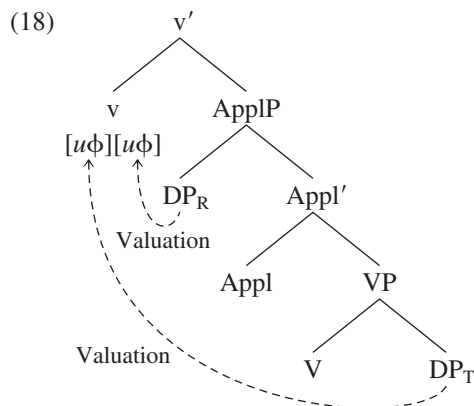 (18) v′
v ApplP
[uϕ][uϕ]
DP_R Appl′
Valuation
Appl VP
Valuation
V DP_T